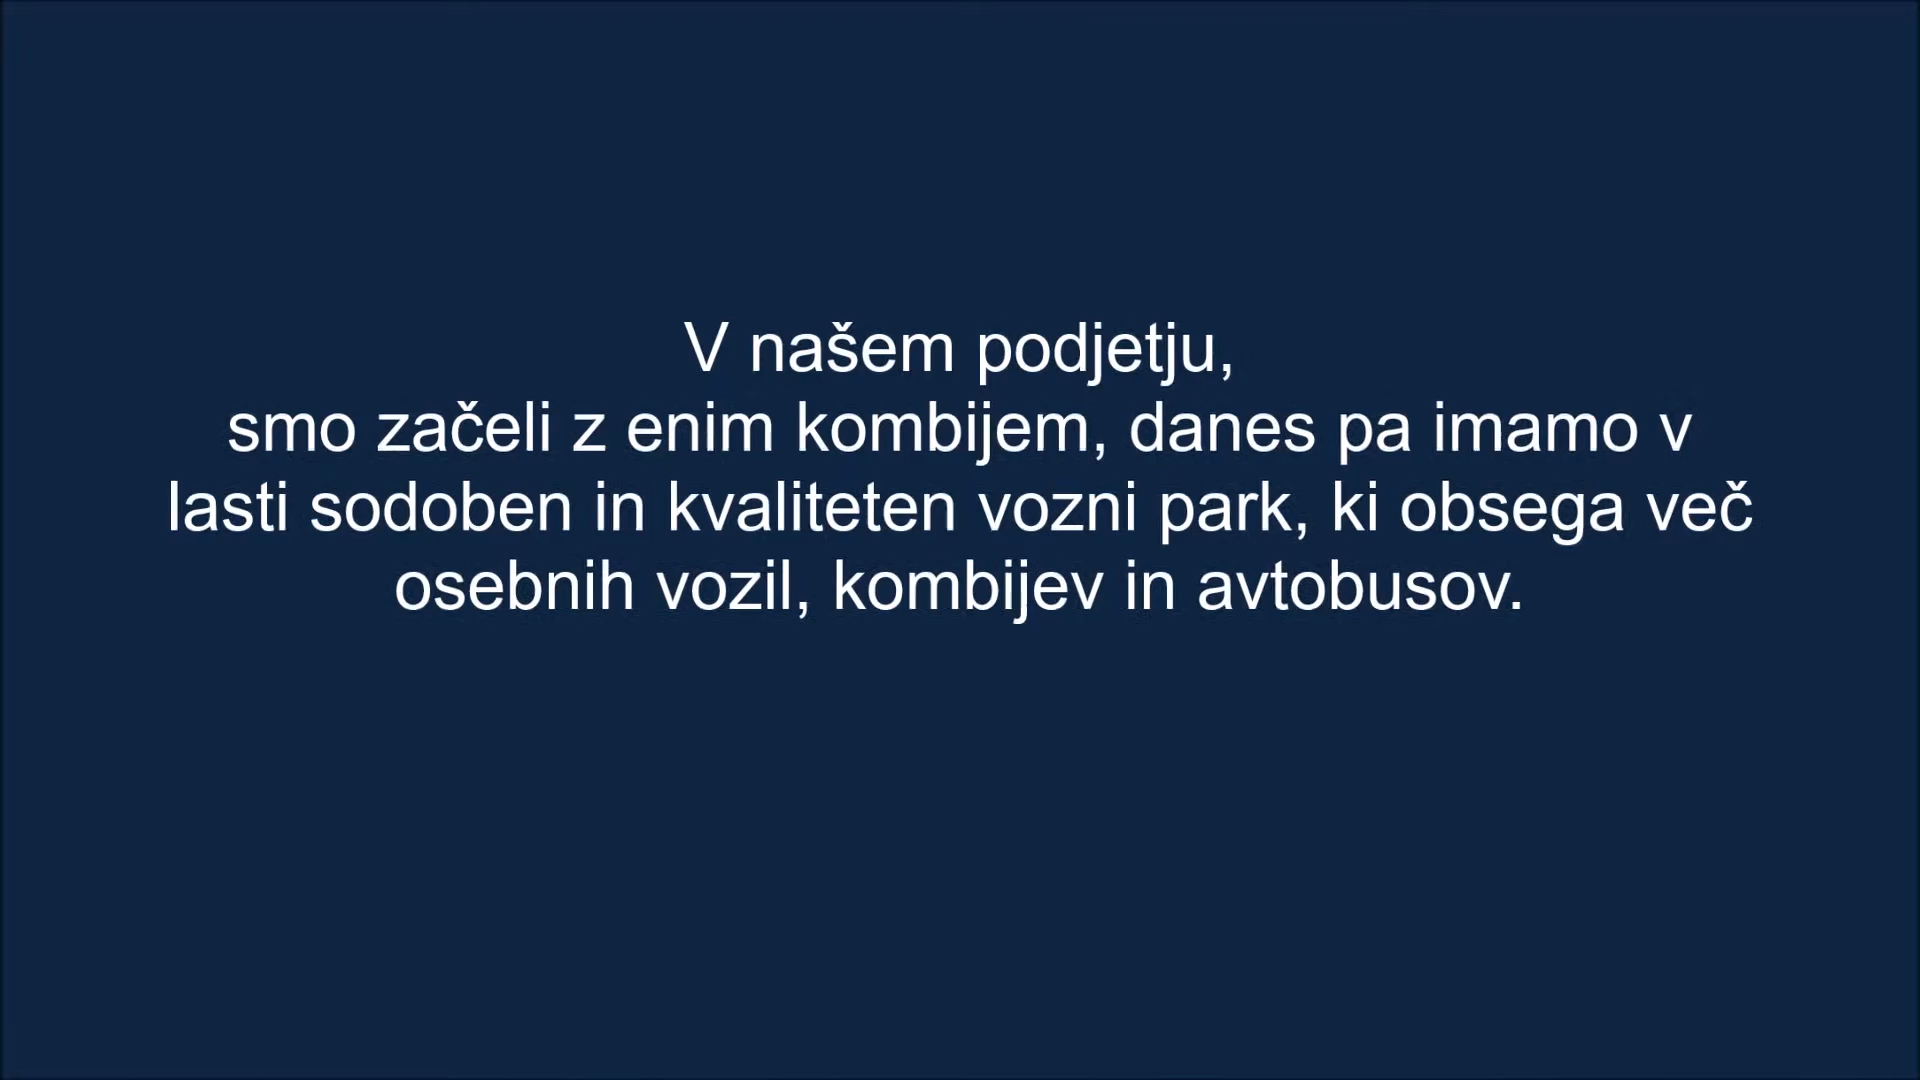 V našem podjetju,
smo začeli z enim kombijem, danes pa imamo v
lasti sodoben in kvaliteten vozni park, ki obsega več
osebnih vozil, kombijev in avtobusov.